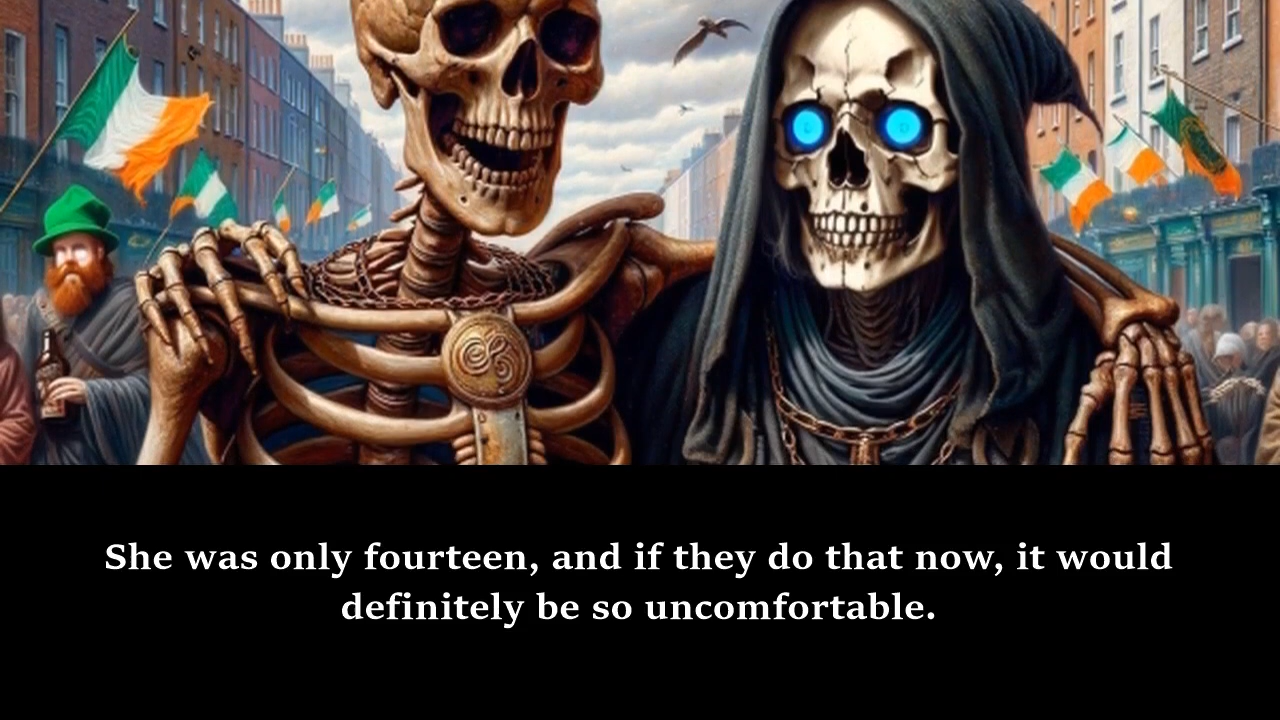 She was only fourteen, and if they do that now, it would
definitely be so uncomfortable.